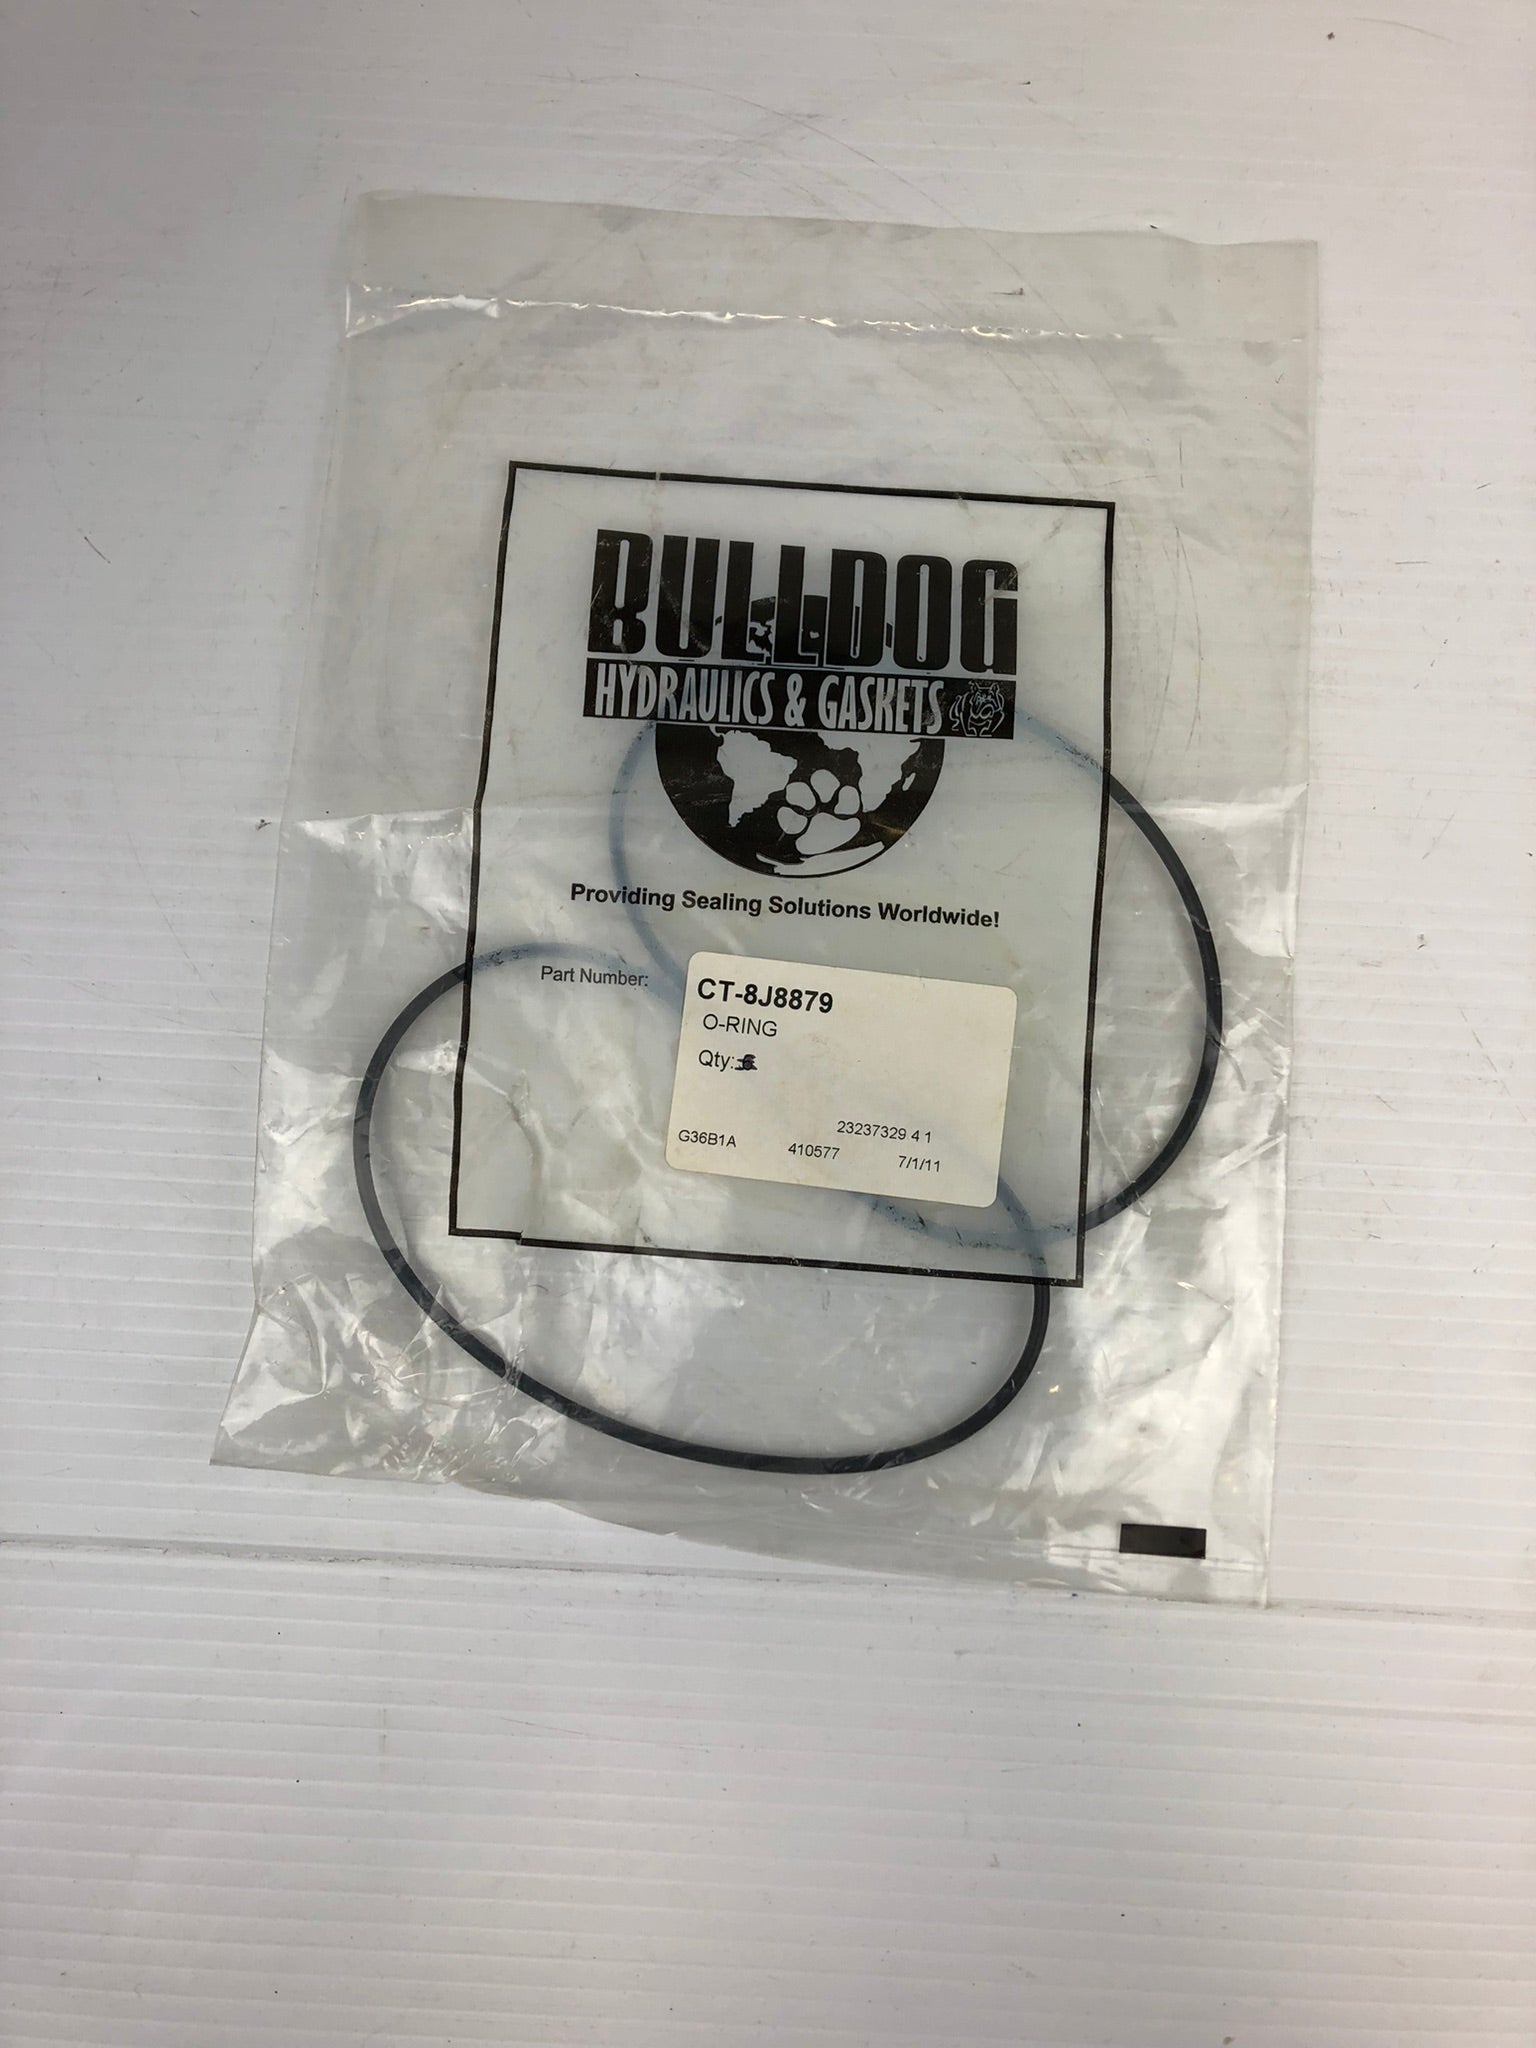 BULLDOG
HYDRAULICS & GASKETS
Providing Sealing Solutions Worldwide!
Part Number:
CT-8J8879
O-RING
Qty: 6
23237329 4 1
G36B1A 410577 7/1/11